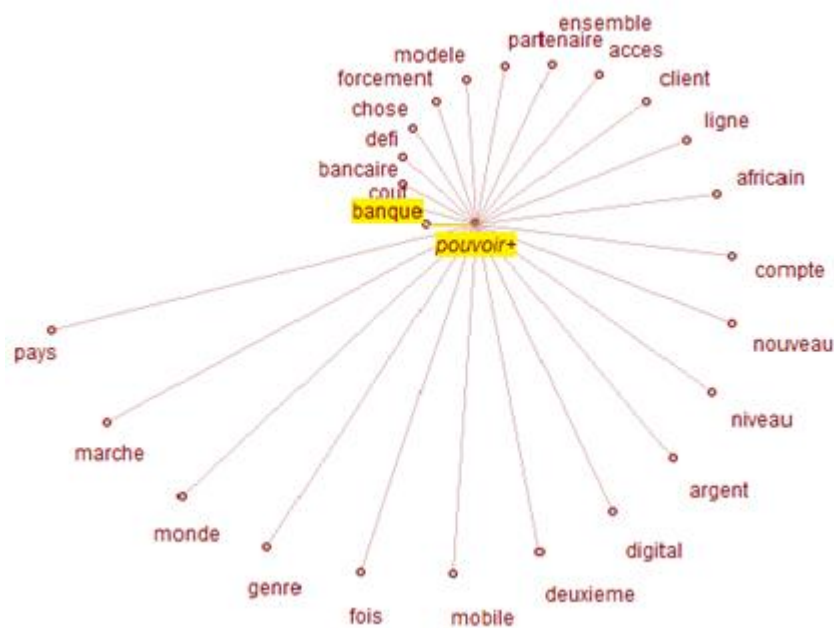 ensemble
partenaire
modele
acces
forcement
client
chose
ligne
defi
bancaire
africain
cout
banque
pouvoir+
compte
nouveau
pays
niveau
marche
argent
monde
digital
genre
deuxieme
fois
mobile